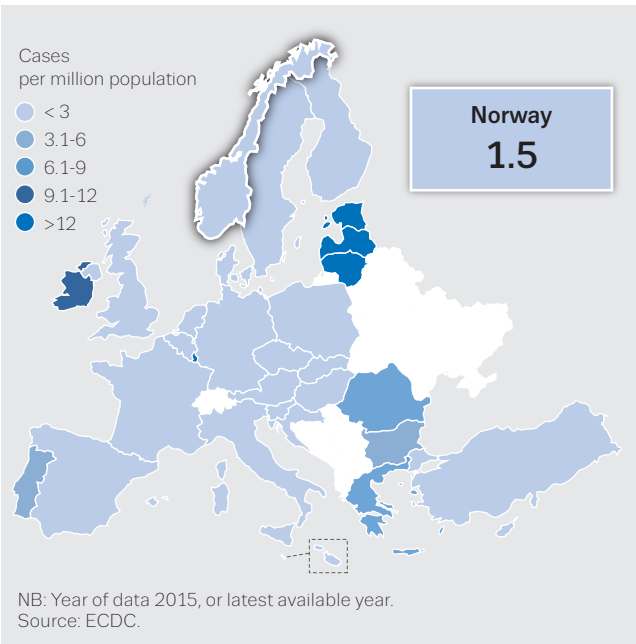 Cases
per million population
< 3
3.1-6
6.1-9
9.1-12
>12
Norway
1.5
NB: Year of data 2015, or latest available year.
Source: ECDC.